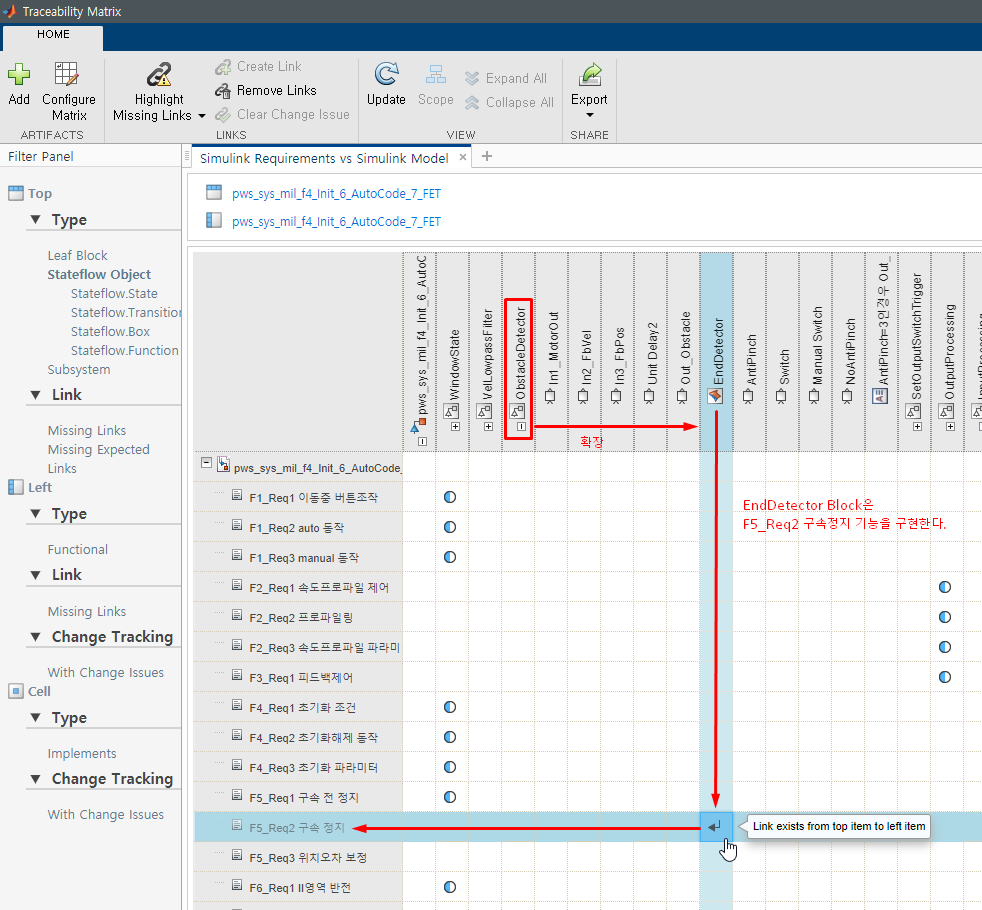 Traceability Matrix
HOME
Add
Configure Matrix
Highlight Missing Links
Create Link
Remove Links
Clear Change Issue
Update
Scope
Expand All
Collapse All
Export
ARTIFACTS
LINKS
VIEW
SHARE
Filter Panel
Top
Type
Leaf Block
Stateflow Object
Stateflow.State
Stateflow.Transition
Stateflow.Box
Stateflow.Function
Subsystem
Link
Missing Links
Missing Expected
Links
Left
Type
Functional
Link
Missing Links
Change Tracking
With Change Issues
Cell
Type
Implements
Change Tracking
With Change Issues
Simulink Requirements vs Simulink Model
pws_sys_mil_f4_Init_6_AutoCode_7_FET
pws_sys_mil_f4_Init_6_AutoCode_7_FET
pws_sys_mil_f4_Init_6_AutoC
WindowState
VelLowpassFilter
ObstacleDetector
In1_MotorOut
In2_FbVel
In3_FbPos
Unit Delay2
Out_Obstacle
EndDetector
AntiPinch
Switch
Manual Switch
NoAntiPinch
AntiPinch=3인경우 Out_
SetOutputSwitchTrigger
OutputProcessing
확장
pws_sys_mil_f4_Init_6_AutoCode_
F1_Req1 이동중 버튼조작
F1_Req2 auto 동작
F1_Req3 manual 동작
F2_Req1 속도프로파일 제어
F2_Req2 프로파일링
F2_Req3 속도프로파일 파라미
F3_Req1 피드백제어
F4_Req1 초기화 조건
F4_Req2 초기화해제 동작
F4_Req3 초기화 파라미터
F5_Req1 구속 전 정지
F5_Req2 구속 정지
F5_Req3 위치오차 보정
F6_Req1 II영역 반전
EndDetector Block은
F5_Req2 구속정지 기능을 구현한다.
Link exists from top item to left item